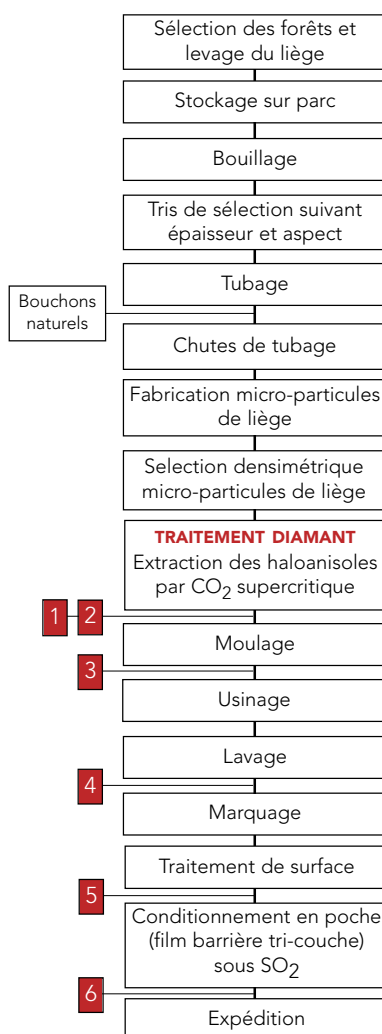 Sélection des forêts et
levage du liège
Stockage sur parc
Bouillage
Tris de sélection suivant
épaisseur et aspect
Tubage
Bouchons
naturels
Chutes de tubage
Fabrication micro-particules
de liège
Selection densimétrique
micro-particules de liège
TRAITEMENT DIAMANT
Extraction des haloanisoles
par CO2 supercritique
1 2
Moulage
3
Usinage
Lavage
4
Marquage
Traitement de surface
5
Conditionnement en poche
(film barrière tri-couche)
sous SO2
6
Expédition